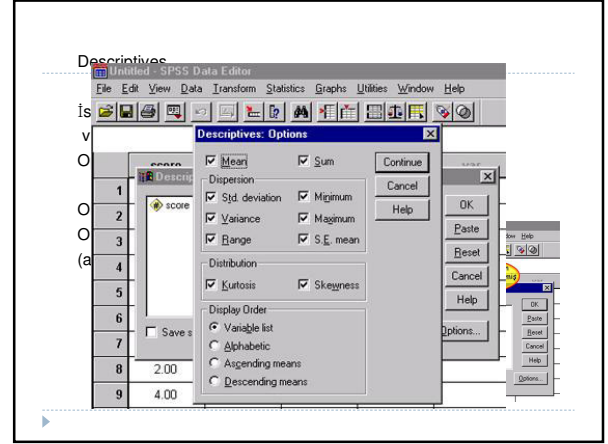 Descriptives
Untitled - SPSS Data Editor
File Edit View Data Transform Statistics Graphs Utilities Window Help
İs
v
O
O
O
(a
Descriptives: Options
Mean
Sum
Continue
Cancel
Help
Dispersion
Std. deviation
Minimum
Variance
Maximum
Range
S.E. mean
Distribution
Kurtosis
Skewness
Display Order
Variable list
Alphabetic
Ascending means
Descending means
score
var
Descrip
score
Save s
OK
Paste
Reset
Cancel
Help
Options...
1
2
3
4
5
6
7
8 2.00
9 4.00
Help
OK
Paste
Reset
Cancel
Help
Options...